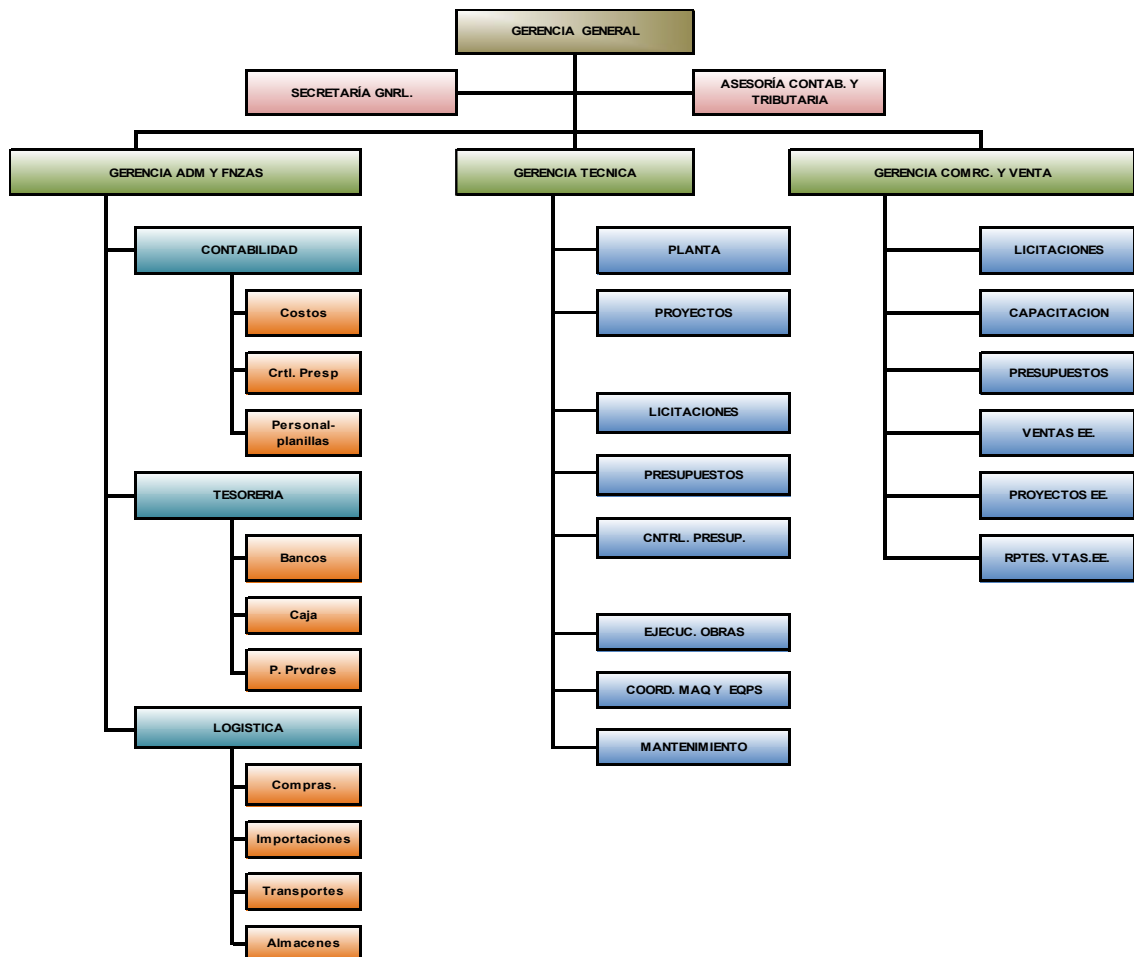 GERENCIA GENERAL
SECRETARÍA GNRL.
ASESORÍA CONTAB. Y
TRIBUTARIA
GERENCIA ADM Y FNZAS
GERENCIA TECNICA
GERENCIA COMRC. Y VENTA
CONTABILIDAD
Costos
Crtl. Presp
Personal-
planillas
TESORERIA
Bancos
Caja
P. Prvdres
LOGISTICA
Compras.
Importaciones
Transportes
Almacenes
PLANTA
PROYECTOS
LICITACIONES
PRESUPUESTOS
CNTRL. PRESUP.
EJECUC. OBRAS
COORD. MAQ Y EQPS
MANTENIMIENTO
LICITACIONES
CAPACITACION
PRESUPUESTOS
VENTAS EE.
PROYECTOS EE.
RPTES. VTAS.EE.